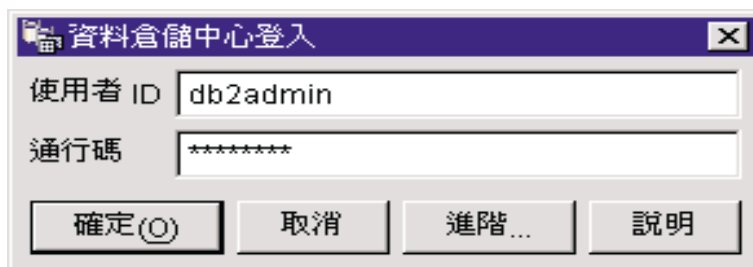 資料倉儲中心登入
使用者 ID db2admin
通行碼 ********
確定(O) 取消 進階... 說明